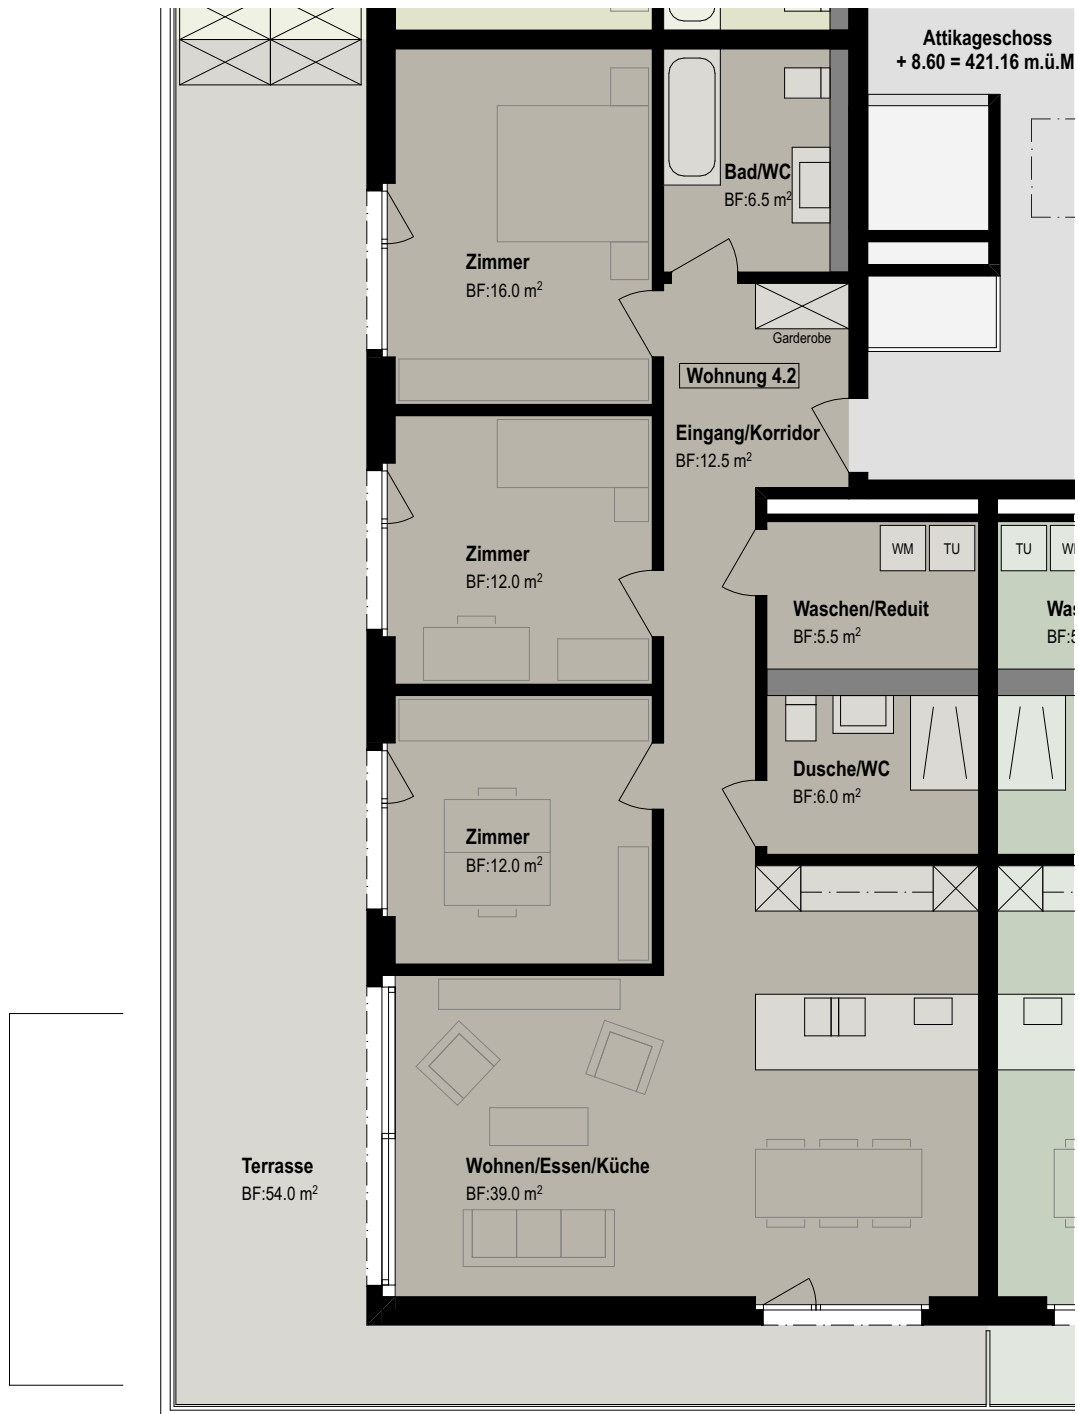 Attikageschoss
+ 8.60 = 421.16 m.ü.M
Bad/WC
BF:6.5 m²
Zimmer
BF:16.0 m²
Garderobe
Wohnung 4.2
Eingang/Korridor
BF:12.5 m²
Zimmer
BF:12.0 m²
WM
TU
TU
Waschen/Reduit
BF:5.5 m²
Dusche/WC
BF:6.0 m²
Zimmer
BF:12.0 m²
Terrasse
BF:54.0 m²
Wohnen/Essen/Küche
BF:39.0 m²